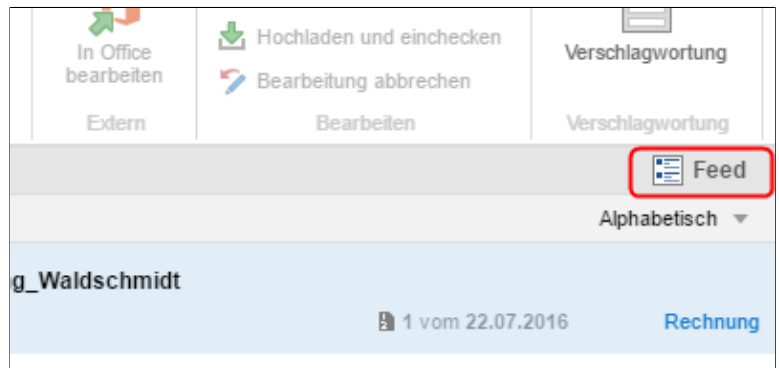 In Office
bearbeiten
Hochladen und einchecken
Bearbeitung abbrechen
Verschlagwortung
Extern
Bearbeiten
Verschlagwortung
Feed
Alphabetisch
g_Waldschmidt
1 vom 22.07.2016
Rechnung